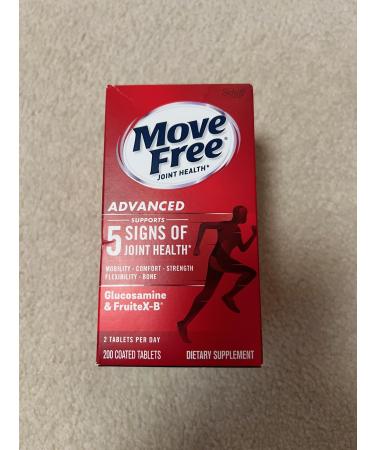 Schiff
Move
Free®
JOINT HEALTH*
ADVANCED
SUPPORTS
5 SIGNS OF
JOINT HEALTH*
MOBILITY · COMFORT · STRENGTH
FLEXIBILITY · BONE
Glucosamine
& FruiteX-B®
2 TABLETS PER DAY
200 COATED TABLETS
DIETARY SUPPLEMENT